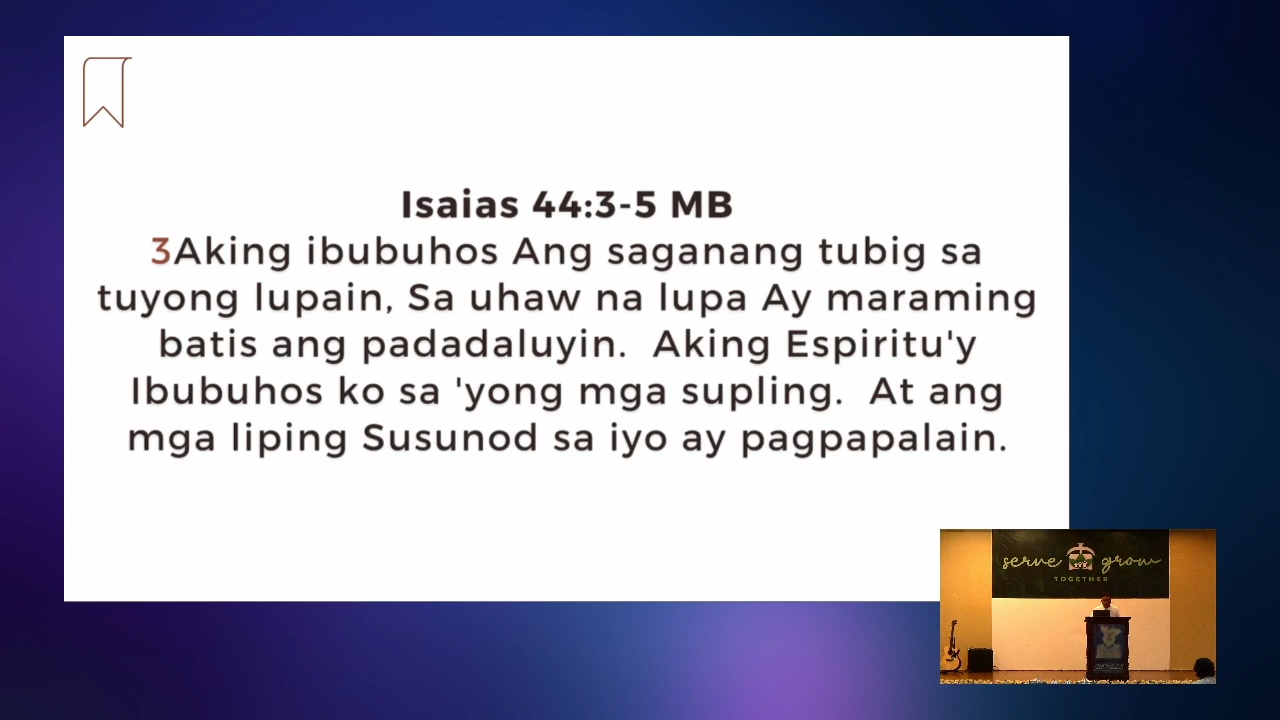 Isaias 44:3-5 MB
3Aking ibubuhos Ang saganang tubig sa
tuyong lupain, Sa uhaw na lupa Ay maraming
batis ang padadaluyin.  Aking Espiritu'y
Ibubuhos ko sa 'yong mga supling.  At ang
mga liping Susunod sa iyo ay pagpapalain.
serve grow
TOGETHER